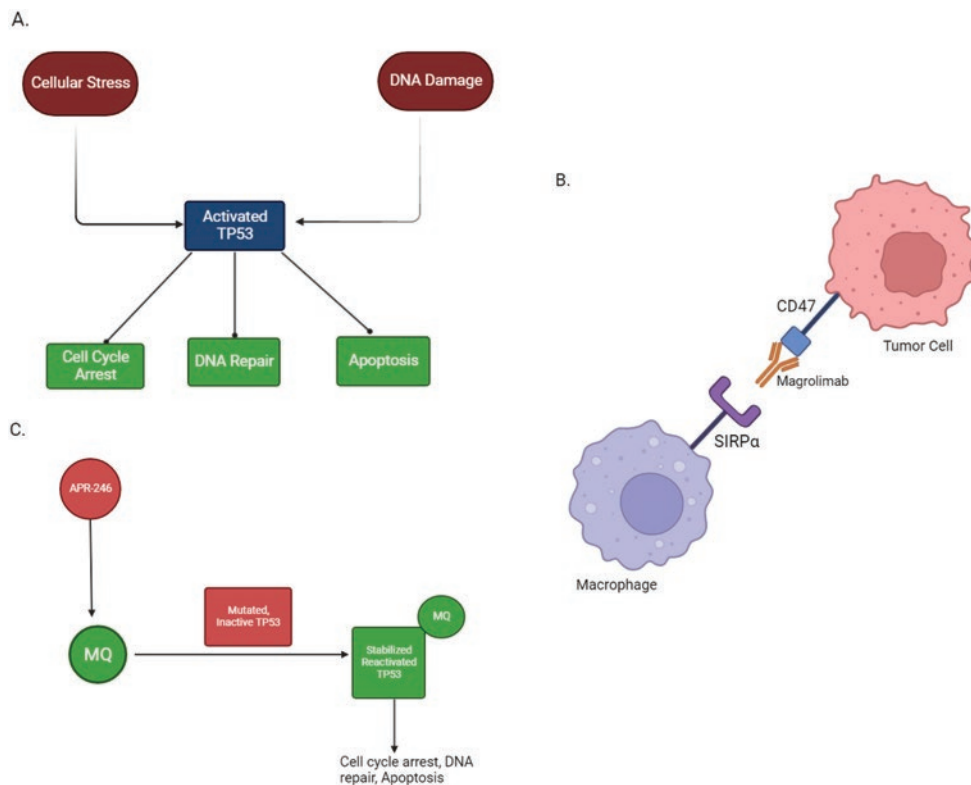 A.
Cellular Stress
DNA Damage
Activated
TP53
Cell Cycle
Arrest
DNA Repair
Apoptosis
B.
CD47
Tumor Cell
Magrolimab
SIRPα
Macrophage
C.
APR-246
MQ
Mutated,
Inactive TP53
MQ
Stabilized
Reactivated
TP53
Cell cycle arrest, DNA
repair, Apoptosis